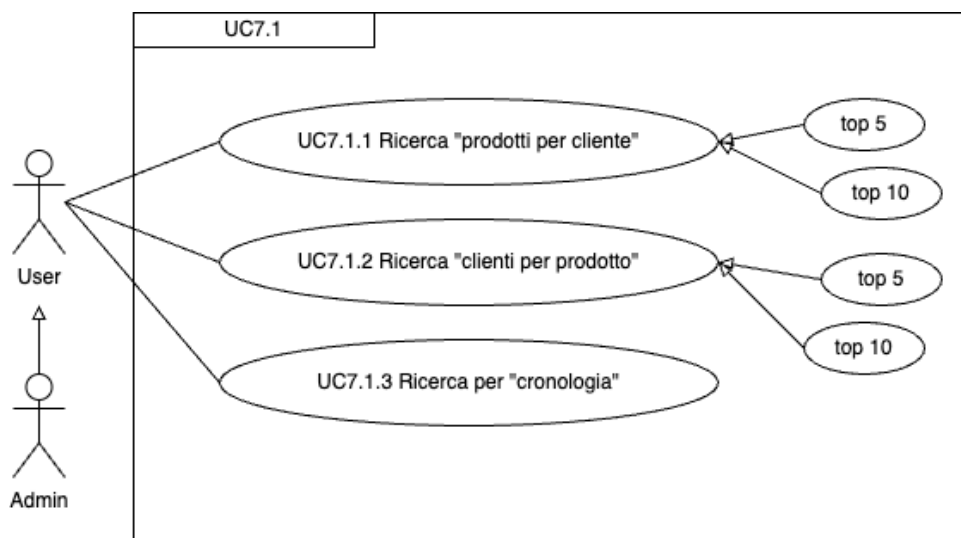 UC7.1
UC7.1.1 Ricerca "prodotti per cliente"
top 5
top 10
User
UC7.1.2 Ricerca "clienti per prodotto"
top 5
top 10
UC7.1.3 Ricerca per "cronologia"
Admin